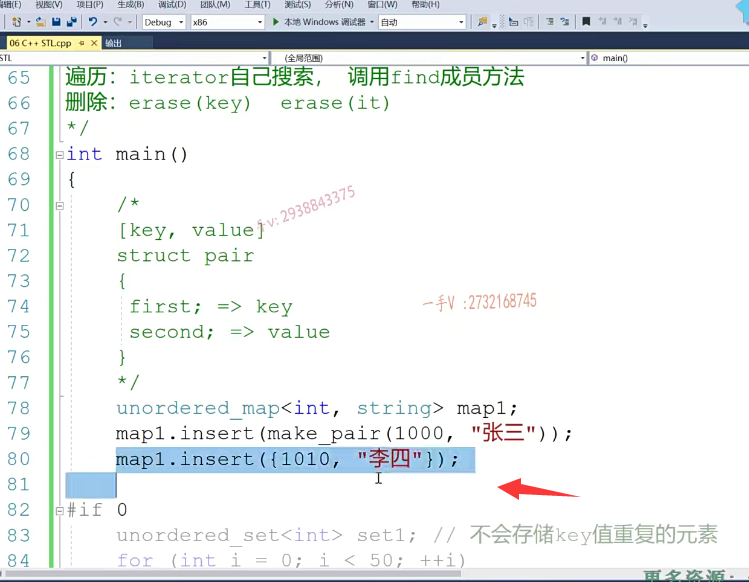 编辑(E) 视图(V) 项目(P) 生成(B) 调试(D) 团队(M) 工具(T) 测试(S) 分析(N) 窗口(W) 帮助(H)
Debug x86 本地 Windows 调试器 自动
06 C++ STL.cpp 输出
STL (全局范围) main()
65 遍历：iterator自己搜索， 调用find成员方法
66 删除：erase(key) erase(it)
67 */
68 int main()
69 {
70 /*
71 [key, value]
72 struct pair
73 {
74 first; => key
75 second; => value
76 }
77 */
78 unordered_map<int, string> map1;
79 map1.insert(make_pair(1000, "张三"));
80 map1.insert({1010, "李四"});
81
82 #if 0
83 unordered_set<int> set1; // 不会存储key值重复的元素
84 for (int i = 0; i < 50; ++i)
v: 2938843375
一手V :2732168745
更多资源：